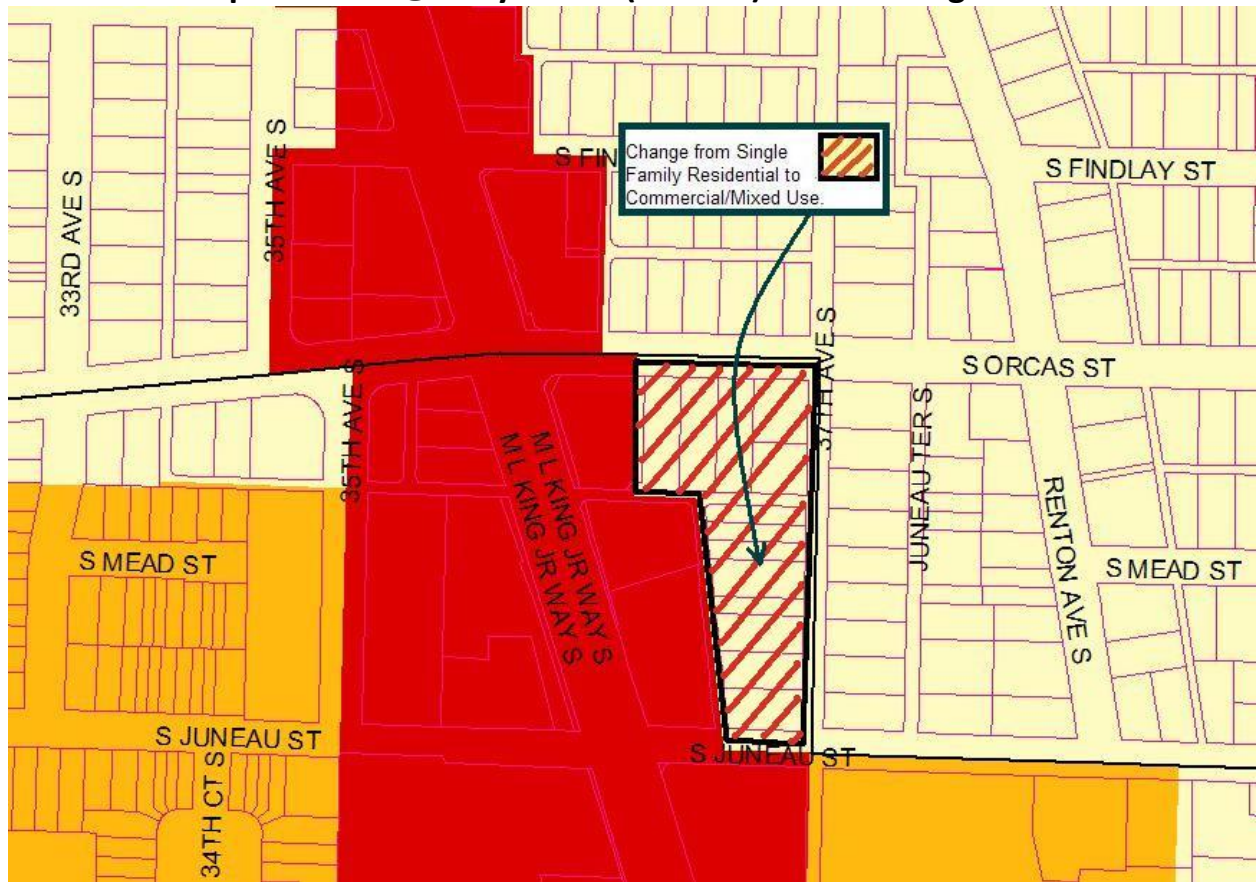 Change from Single
Family Residential to
Commercial/Mixed Use.
S FIN
S FINDLAY ST
35TH AVE S
33RD AVE S
37TH AVE S
S ORCAS ST
35TH AVE S
M L KING JR WAY S
M L KING JR WAY S
JUNEAU TER S
RENTON AVE S
S MEAD ST
S MEAD ST
S JUNEAU ST
S JUNEAU ST
34TH CT S